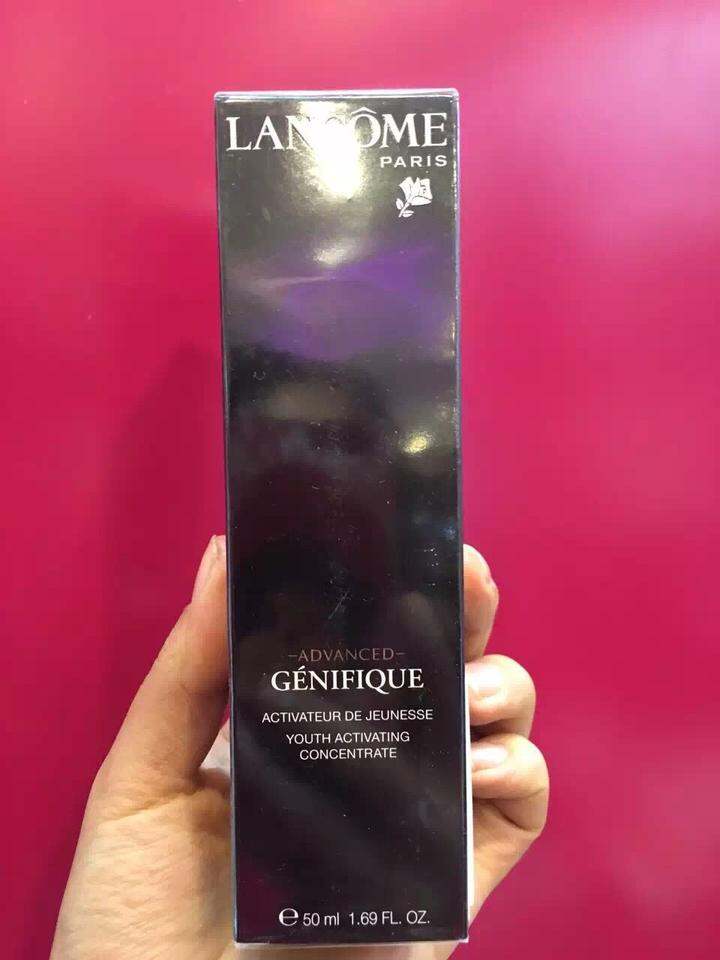 LANCÔME
PARIS
-ADVANCED-
GÉNIFIQUE
ACTIVATEUR DE JEUNESSE
YOUTH ACTIVATING
CONCENTRATE
℮ 50 ml 1.69 FL. OZ.